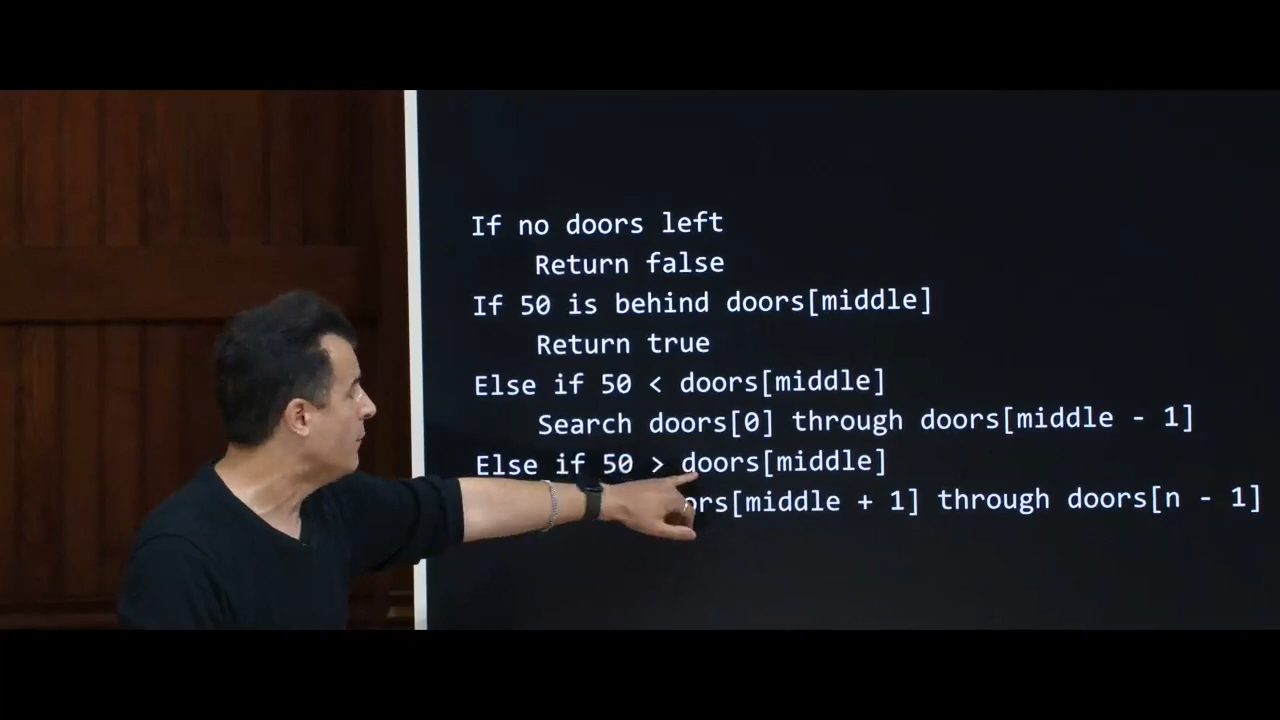 If no doors left
Return false
If 50 is behind doors[middle]
Return true
Else if 50 < doors[middle]
Search doors[0] through doors[middle - 1]
Else if 50 > doors[middle]
[middle + 1] through doors[n - 1]